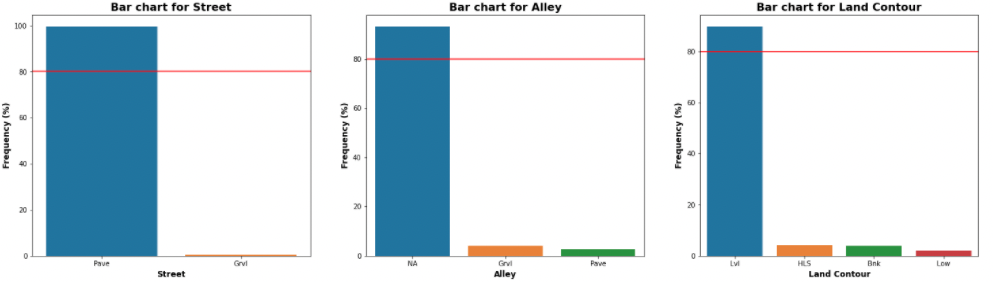 Bar chart for Street
Frequency (%)
100
80
60
40
20
0
Pave Grvl
Street
Bar chart for Alley
Frequency (%)
80
60
40
20
0
NA Grvl Pave
Alley
Bar chart for Land Contour
Frequency (%)
80
60
40
20
0
Lvl HLS Bnk Low
Land Contour